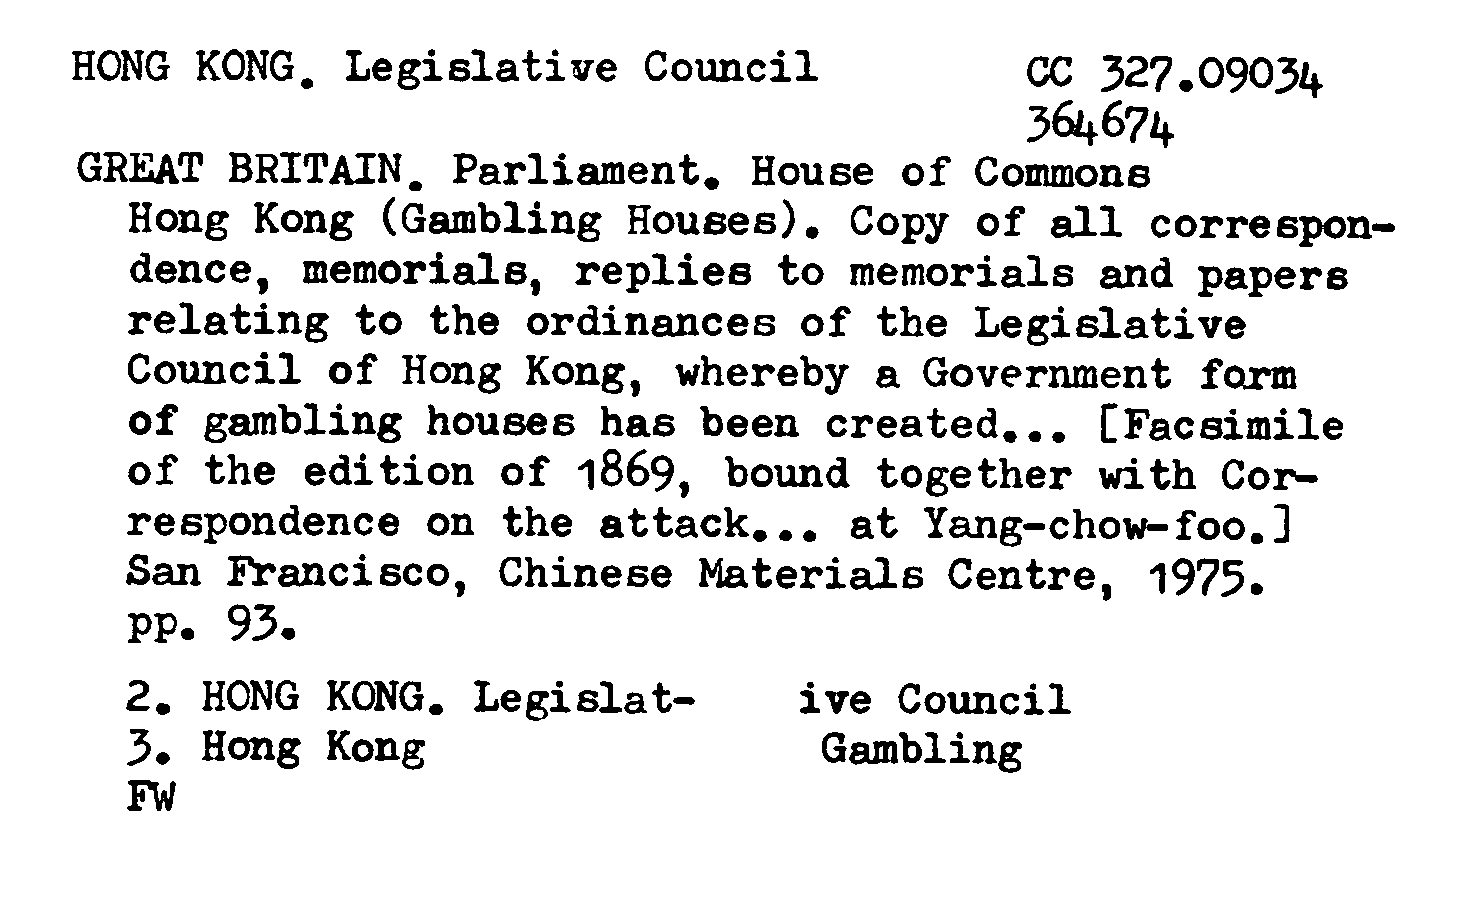 HONG KONG. Legislative Council CC 327.09034
364674
GREAT BRITAIN. Parliament. House of Commons
Hong Kong (Gambling Houses). Copy of all correspon-
dence, memorials, replies to memorials and papers
relating to the ordinances of the Legislative
Council of Hong Kong, whereby a Government form
of gambling houses has been created... [Facsimile
of the edition of 1869, bound together with Cor-
respondence on the attack... at Yang-chow-foo.]
San Francisco, Chinese Materials Centre, 1975.
pp. 93.
2. HONG KONG. Legislat- ive Council
3. Hong Kong Gambling
FW